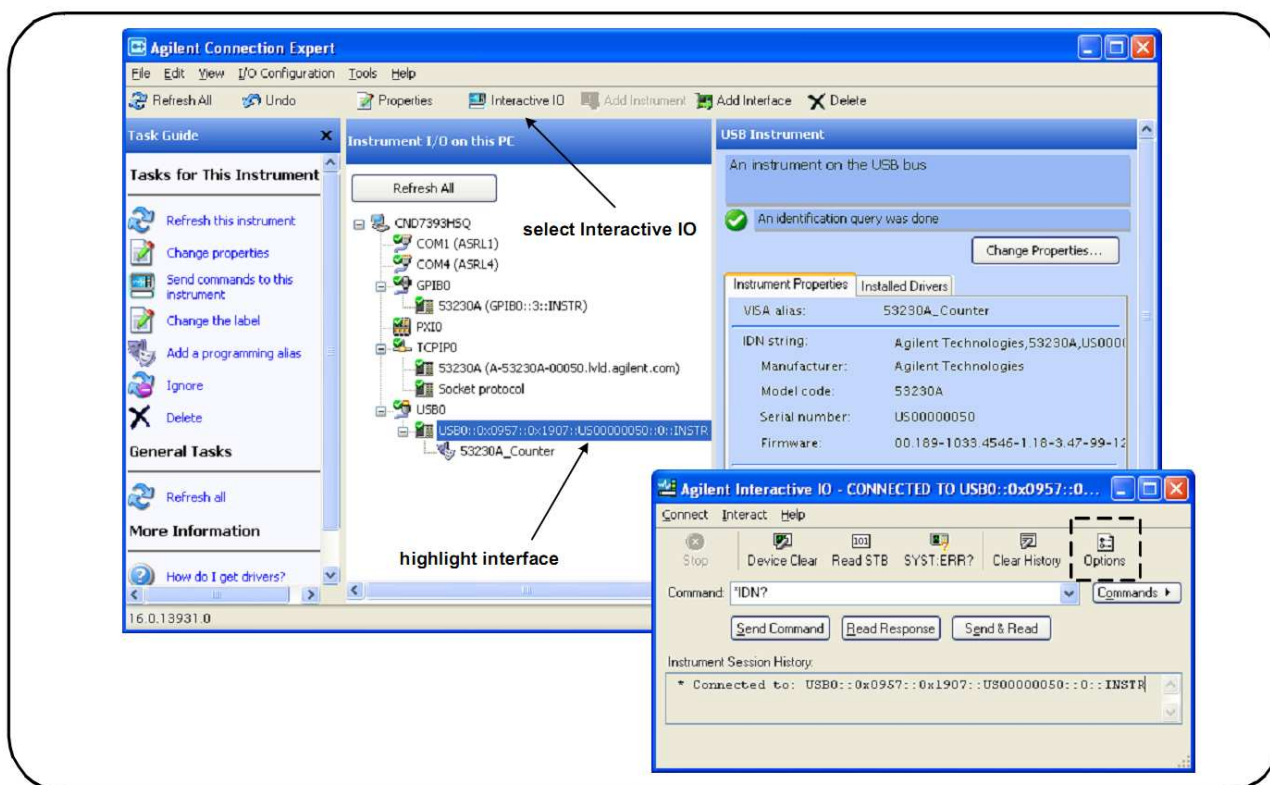 Agilent Connection Expert
File Edit View I/O Configuration Tools Help
Refresh All Undo Properties Interactive IO Add Instrument Add Interface Delete
Task Guide
Tasks for This Instrument
Refresh this instrument
Change properties
Send commands to this
instrument
Change the label
Add a programming alias
Ignore
Delete
General Tasks
Refresh all
More Information
How do I get drivers?
16.0.13931.0
Instrument I/O on this PC
Refresh All
select Interactive IO
CND7393HSQ
COM1 (ASRL1)
COM4 (ASRL4)
GPIB0
53230A (GPIB0::3::INSTR)
PXI0
TCPIP0
53230A (A-53230A-00050.lvld.agilent.com)
Socket protocol
USB0
USB0::0x0957::0x1907::US00000050::0::INSTR
53230A_Counter
highlight interface
USB Instrument
An instrument on the USB bus
An identification query was done
Change Properties...
Instrument Properties Installed Drivers
VISA alias: 53230A_Counter
IDN string: Agilent Technologies,53230A,US0000
Manufacturer: Agilent Technologies
Model code: 53230A
Serial number: US00000050
Firmware: 00.189-1033.4546-1.18-3.47-99-12
Agilent Interactive IO - CONNECTED TO USB0::0x0957::0...
Connect Interact Help
Stop Device Clear Read STB SYST:ERR? Clear History Options
Command: *IDN? Commands
Send Command Read Response Send & Read
Instrument Session History:
* Connected to: USB0::0x0957::0x1907::US00000050::0::INSTR